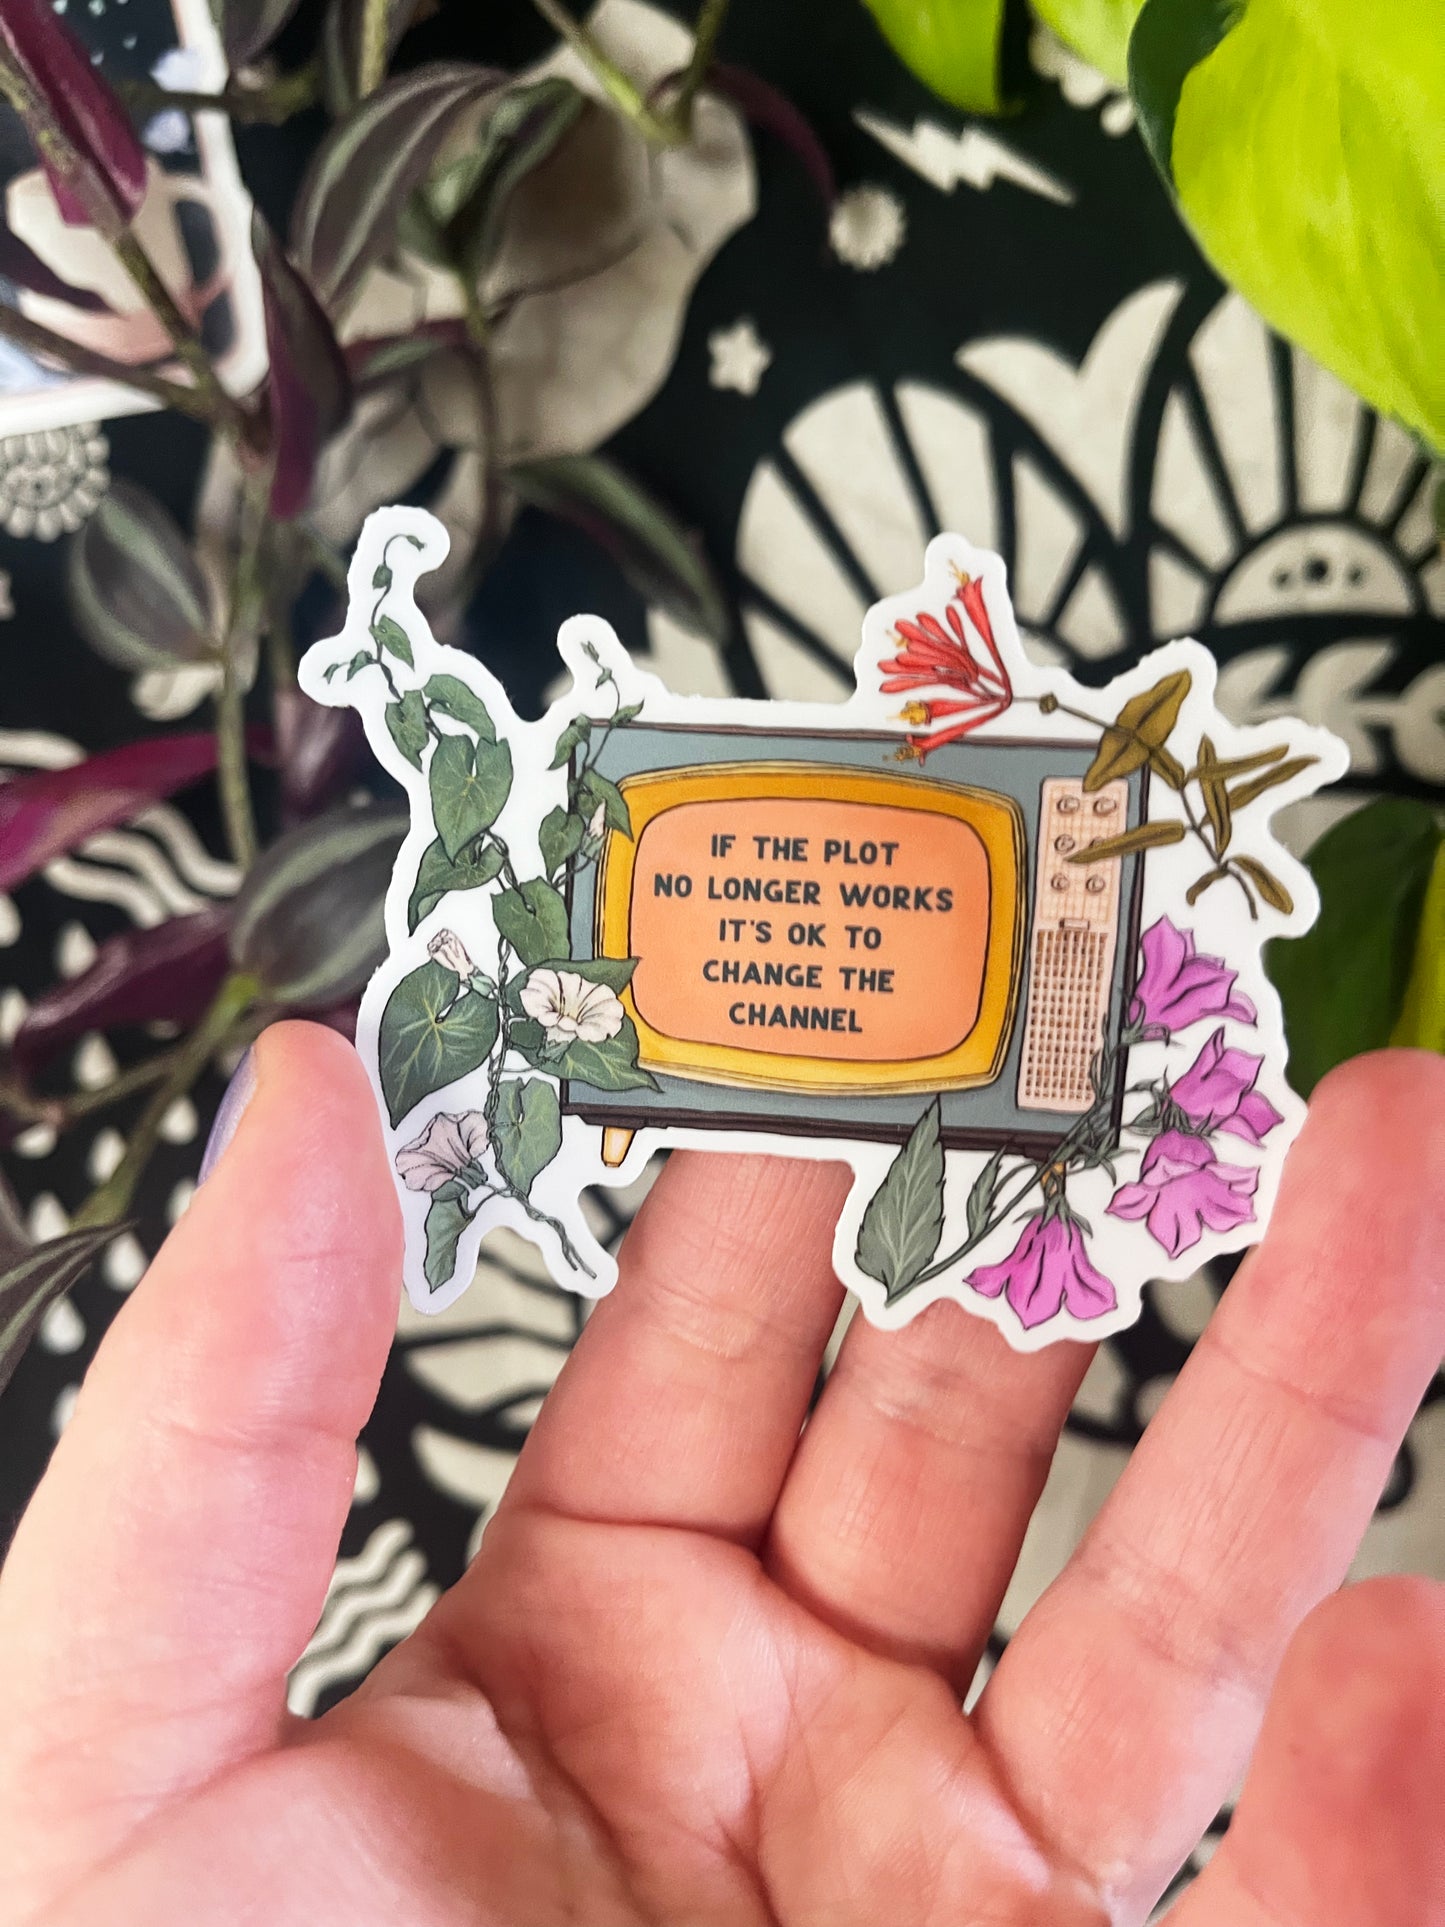 IF THE PLOT
NO LONGER WORKS
IT'S OK TO
CHANGE THE
CHANNEL